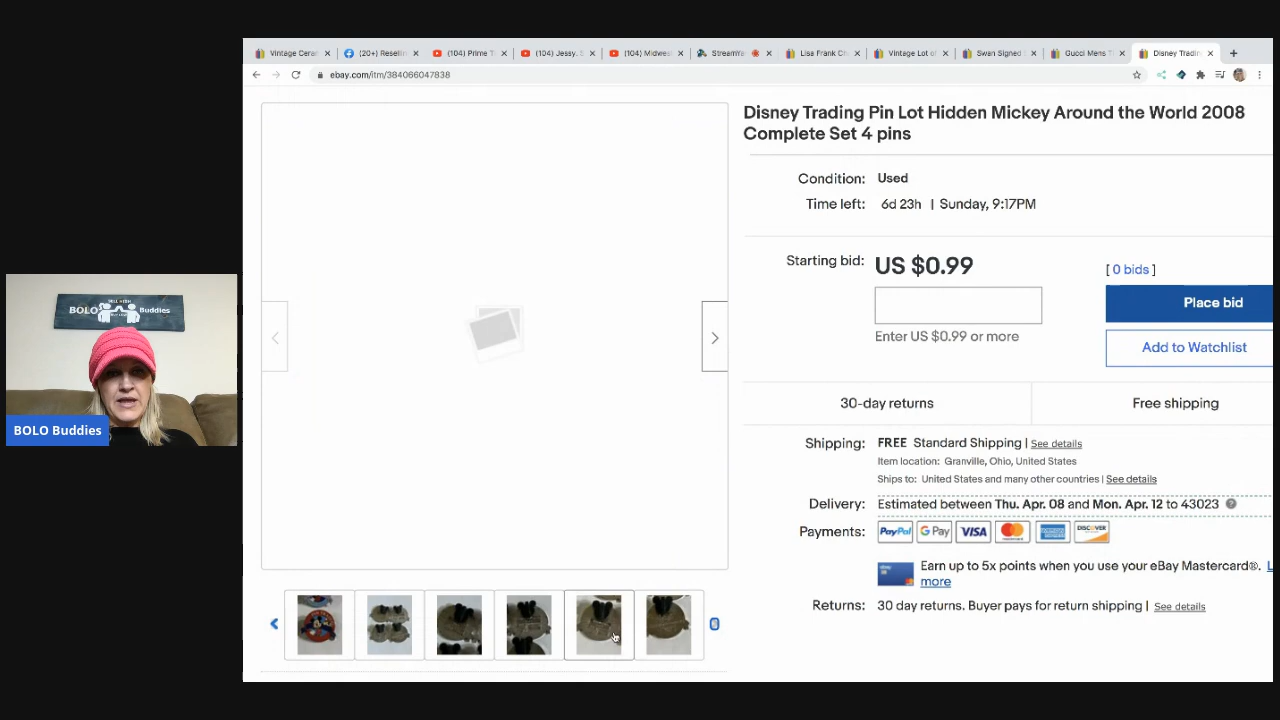 Vintage Ceram
(20+) Resellin
(104) Prime T
(104) Jessy. S
(104) Midwes
StreamYa
Lisa Frank Ch
Vintage Lot o
Swan Signed
Gucci Mens T
Disney Tradin
ebay.com/itm/384066047838
Disney Trading Pin Lot Hidden Mickey Around the World 2008
Complete Set 4 pins
Condition: Used
Time left: 6d 23h | Sunday, 9:17PM
Starting bid: US $0.99
[ 0 bids ]
Place bid
Enter US $0.99 or more
Add to Watchlist
30-day returns
Free shipping
Shipping: FREE Standard Shipping | See details
Item location: Granville, Ohio, United States
Ships to: United States and many other countries | See details
Delivery: Estimated between Thu. Apr. 08 and Mon. Apr. 12 to 43023
Payments: PayPal G Pay VISA DISCOVER
Earn up to 5x points when you use your eBay Mastercard®. L
more
Returns: 30 day returns. Buyer pays for return shipping | See details
BOLO Buddies
BOLO Buddies